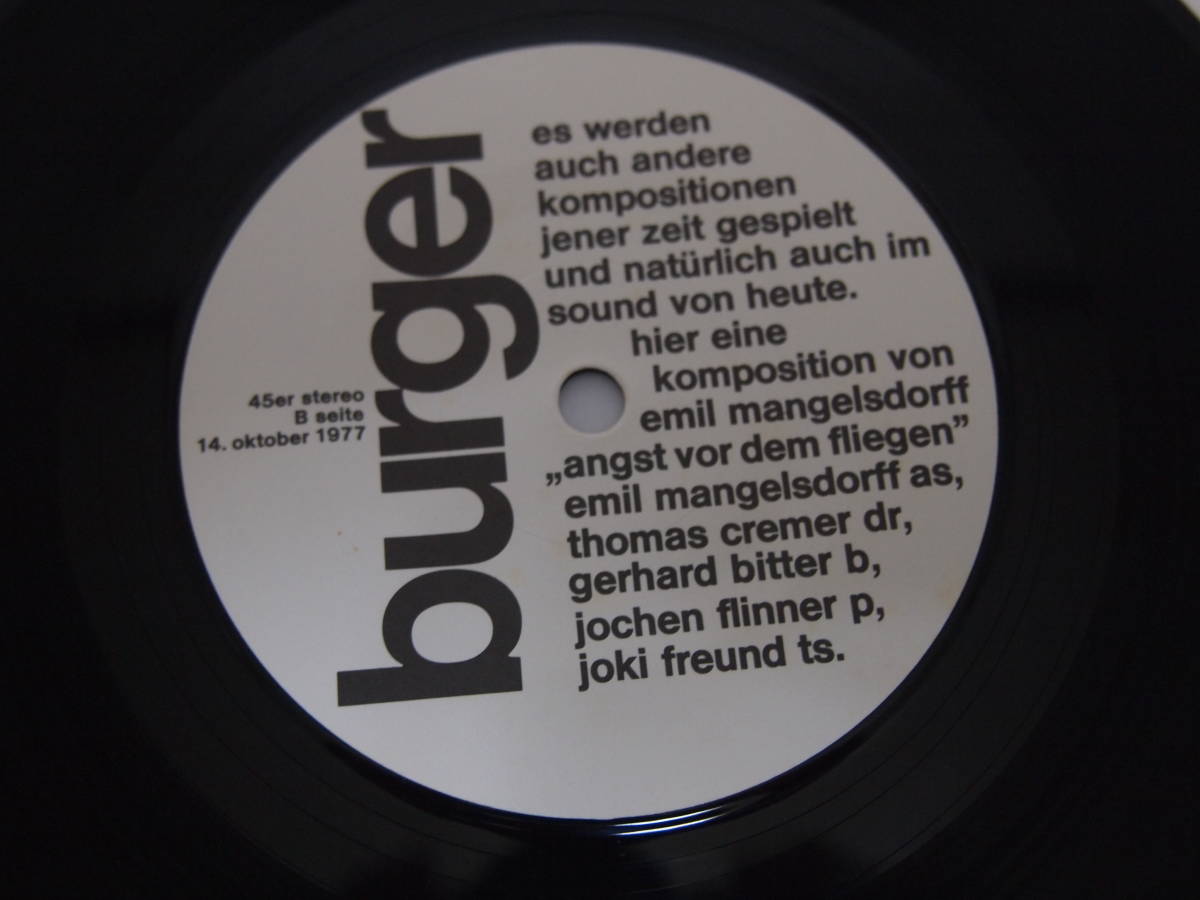 burger
45er stereo
B seite
14. oktober 1977
es werden
auch andere
kompositionen
jener zeit gespielt
und natürlich auch im
sound von heute.
hier eine
komposition von
emil mangelsdorff
„angst vor dem fliegen”
emil mangelsdorff as,
thomas cremer dr,
gerhard bitter b,
jochen flinner p,
joki freund ts.